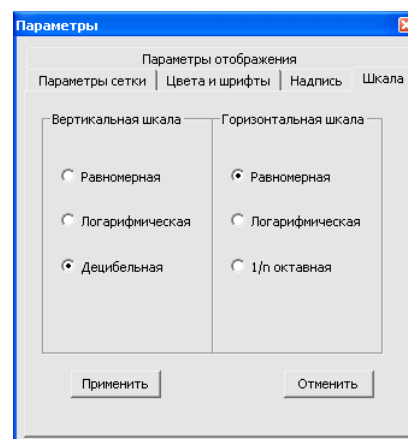 Параметры
Параметры отображения
Параметры сетки Цвета и шрифты Надпись Шкала
Вертикальная шкала Горизонтальная шкала
Равномерная Равномерная
Логарифмическая Логарифмическая
Децибельная 1/n октавная
Применить Отменить